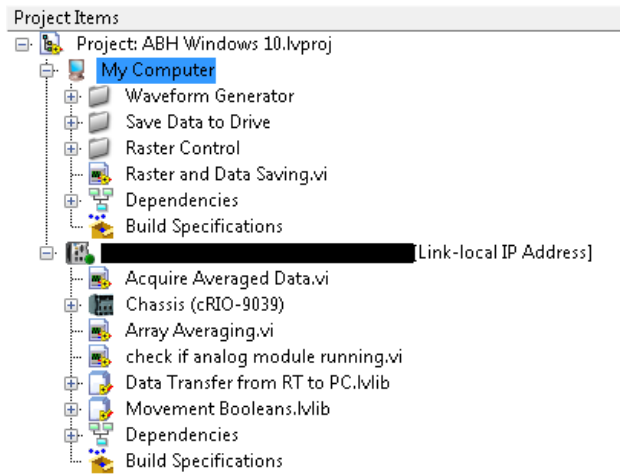 Project Items
Project: ABH Windows 10.lvproj
My Computer
Waveform Generator
Save Data to Drive
Raster Control
Raster and Data Saving.vi
Dependencies
Build Specifications
[Link-local IP Address]
Acquire Averaged Data.vi
Chassis (cRIO-9039)
Array Averaging.vi
check if analog module running.vi
Data Transfer from RT to PC.lvlib
Movement Booleans.lvlib
Dependencies
Build Specifications